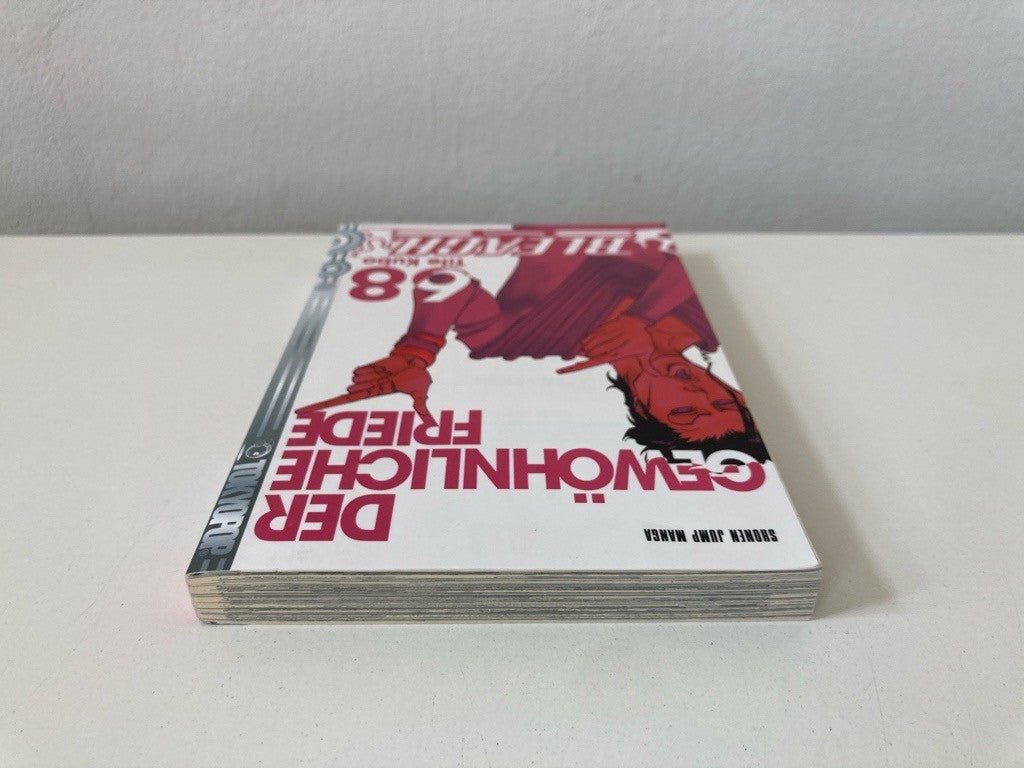 SHONEN JUMP MANGA
DER
GEWÖHNLICHE
FRIEDE
68
Tite Kubo
BLEACH
TOKYOPOP®